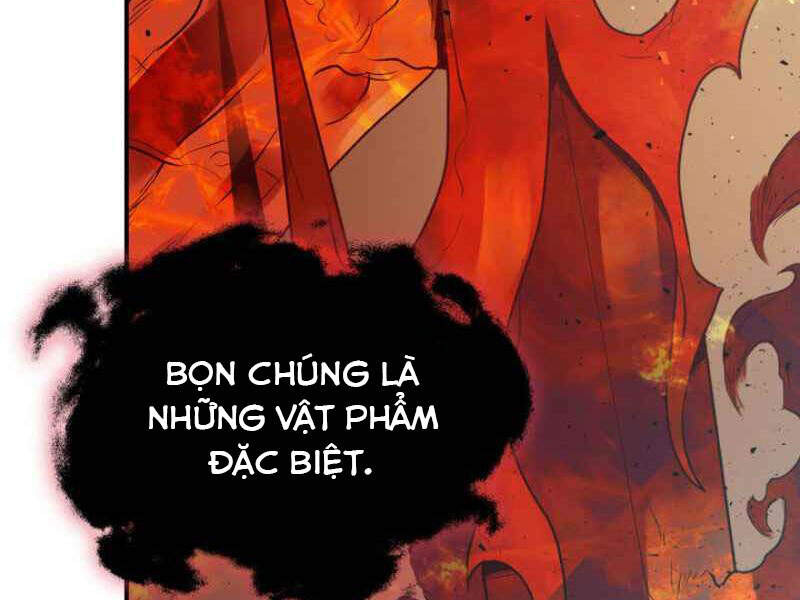 BỌN CHÚNG LÀ
NHỮNG VẬT PHẨM
ĐẶC BIỆT.